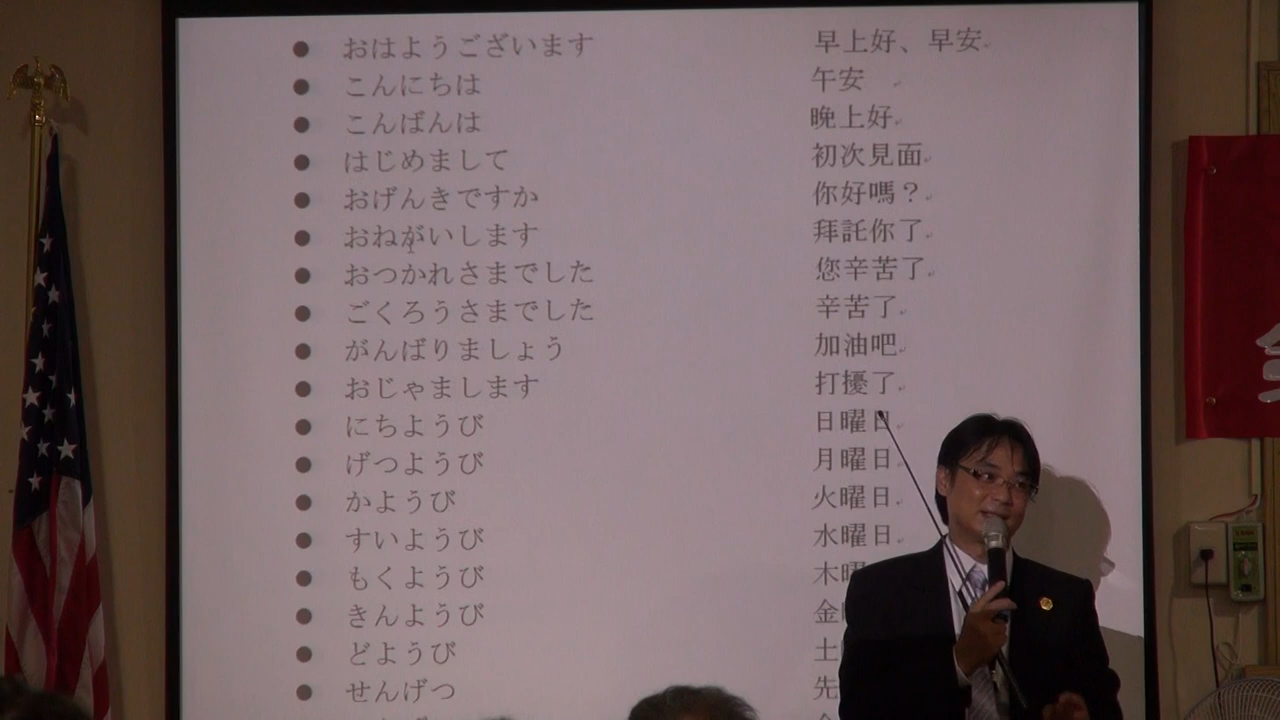 ● おはようございます 早上好、早安
● こんにちは 午安
● こんばんは 晚上好
● はじめまして 初次見面
● おげんきですか 你好嗎？
● おねがいします 拜託你了
● おつかれさまでした 您辛苦了
● ごくろうさまでした 辛苦了
● がんばりましょう 加油吧
● おじゃまします 打擾了
● にちようび 日曜日
● げつようび 月曜日
● かようび 火曜日
● すいようび 水曜日
● もくようび 木曜
● きんようび 金
● どようび 土
● せんげつ 先